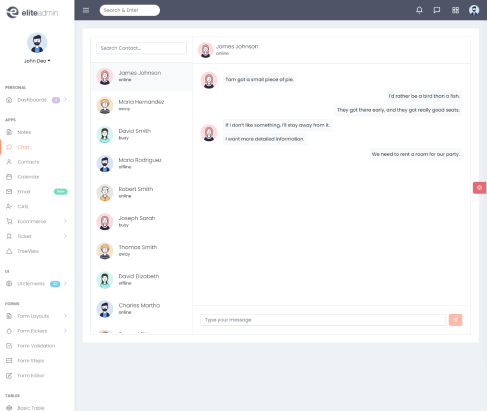 eliteadmin
Search & Enter
John Deo
PERSONAL
Dashboards
APPS
Notes
Chat
Contacts
Calendar
Email
New
Ecommerce
Ticker
TreeView
UI
UI Elements
FORMS
Form Layouts
Form Pickers
Form Validation
Form Steps
Form Editor
TABLES
Basic Table
Search Contact...
James Johnson
online
Maria Hernandez
away
David Smith
busy
Maria Rodriguez
offline
Robert Smith
online
Joseph Sarah
busy
Thomas Smith
away
David Elizabeth
offline
Charles Martha
online
James Johnson
online
I am got a small piece of pie.
I'd rather be a bird than a fish.
They got there early, and they got really good seats.
If I don't like something, I'll stay away from it.
I want more detailed information.
We need to rent a room for our party.
Type your message